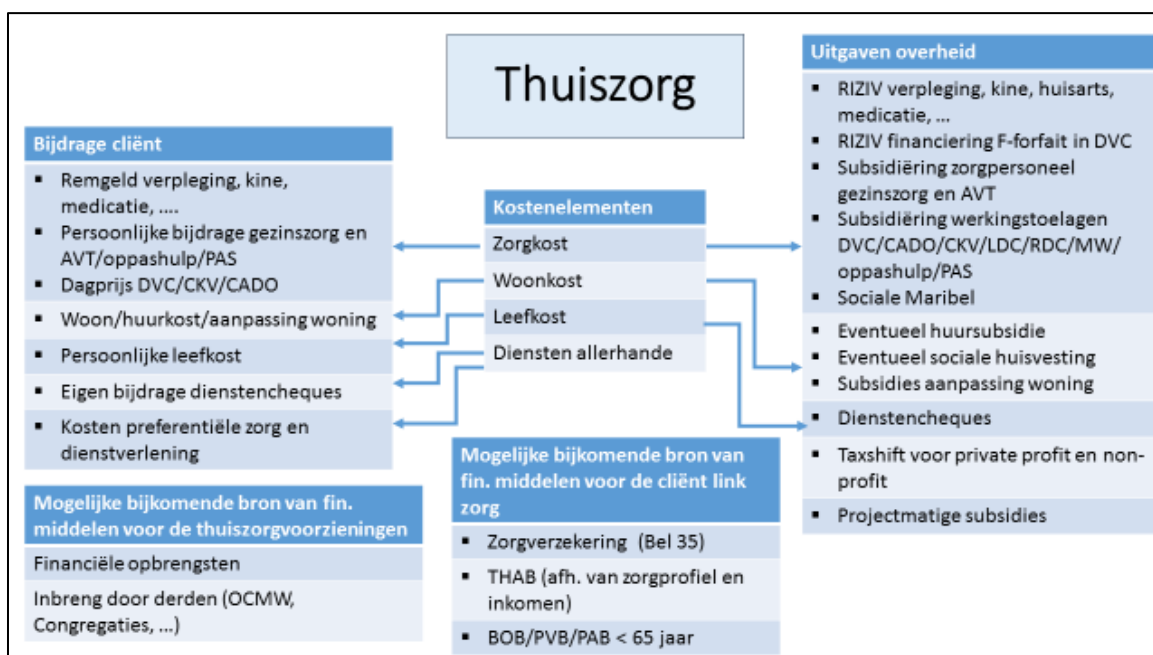 Thuiszorg
Bijdrage cliënt
▪ Remgeld verpleging, kine,
medicatie, ....
▪ Persoonlijke bijdrage gezinszorg en
AVT/oppashulp/PAS
▪ Dagprijs DVC/CKV/CADO
▪ Woon/huurkost/aanpassing woning
▪ Persoonlijke leefkost
▪ Eigen bijdrage dienstencheques
▪ Kosten preferentiële zorg en
dienstverlening
Mogelijke bijkomende bron van fin.
middelen voor de thuiszorgvoorzieningen
Financiële opbrengsten
Inbreng door derden (OCMW,
Congregaties, ...)
Kostenelementen
Zorgkost
Woonkost
Leefkost
Diensten allerhande
Mogelijke bijkomende bron van
fin. middelen voor de cliënt link
zorg
▪ Zorgverzekering (Bel 35)
▪ THAB (afh. van zorgprofiel en
inkomen)
▪ BOB/PVB/PAB < 65 jaar
Uitgaven overheid
▪ RIZIV verpleging, kine, huisarts,
medicatie, ...
▪ RIZIV financiering F-forfait in DVC
▪ Subsidiëring zorgpersoneel
gezinszorg en AVT
▪ Subsidiëring werkingstoelagen
DVC/CADO/CKV/LDC/RDC/MW/
oppashulp/PAS
▪ Sociale Maribel
▪ Eventueel huursubsidie
▪ Eventueel sociale huisvesting
▪ Subsidies aanpassing woning
▪ Dienstencheques
▪ Taxshift voor private profit en non-
profit
▪ Projectmatige subsidies